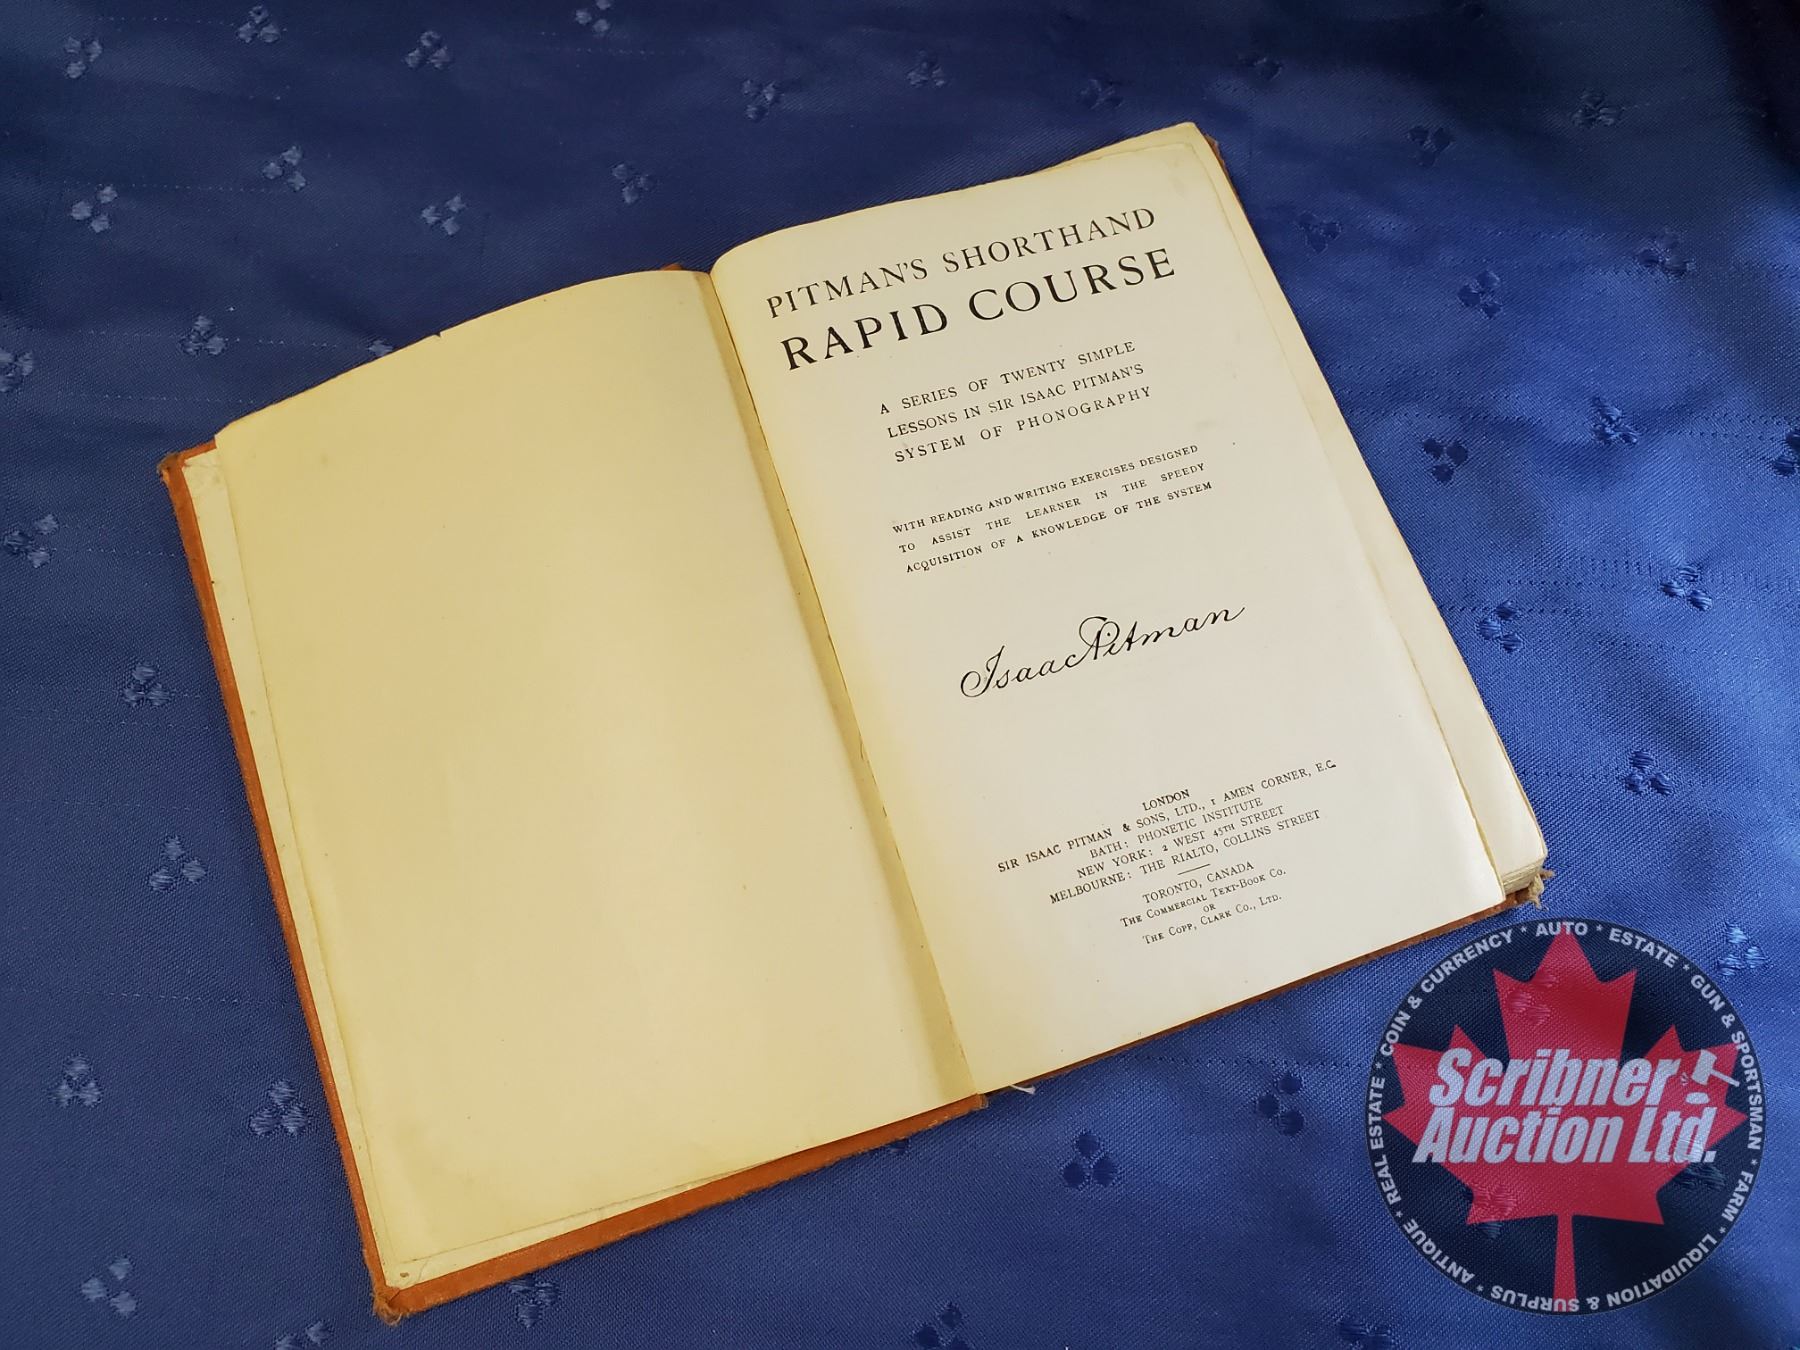 PITMAN'S SHORTHAND
RAPID COURSE
A SERIES OF TWENTY SIMPLE
LESSONS IN SIR ISAAC PITMAN'S
SYSTEM OF PHONOGRAPHY
WITH READING AND WRITING EXERCISES DESIGNED
TO ASSIST THE LEARNER IN THE SPEEDY
ACQUISITION OF A KNOWLEDGE OF THE SYSTEM
Isaac Pitman
LONDON
SIR ISAAC PITMAN & SONS, LTD., 1 AMEN CORNER, E.C.
BATH: PHONETIC INSTITUTE
NEW YORK: 2 WEST 45TH STREET
MELBOURNE: THE RIALTO, COLLINS STREET
TORONTO, CANADA
THE COMMERCIAL TEXT-BOOK CO.
OR
THE COPP, CLARK CO., LTD.
Scribner
Auction Ltd.
* REAL ESTATE * COIN & CURRENCY * AUTO * ESTATE * GUN & SPORTSMAN * FARM * LIQUIDATION & SURPLUS * ANTIQUE